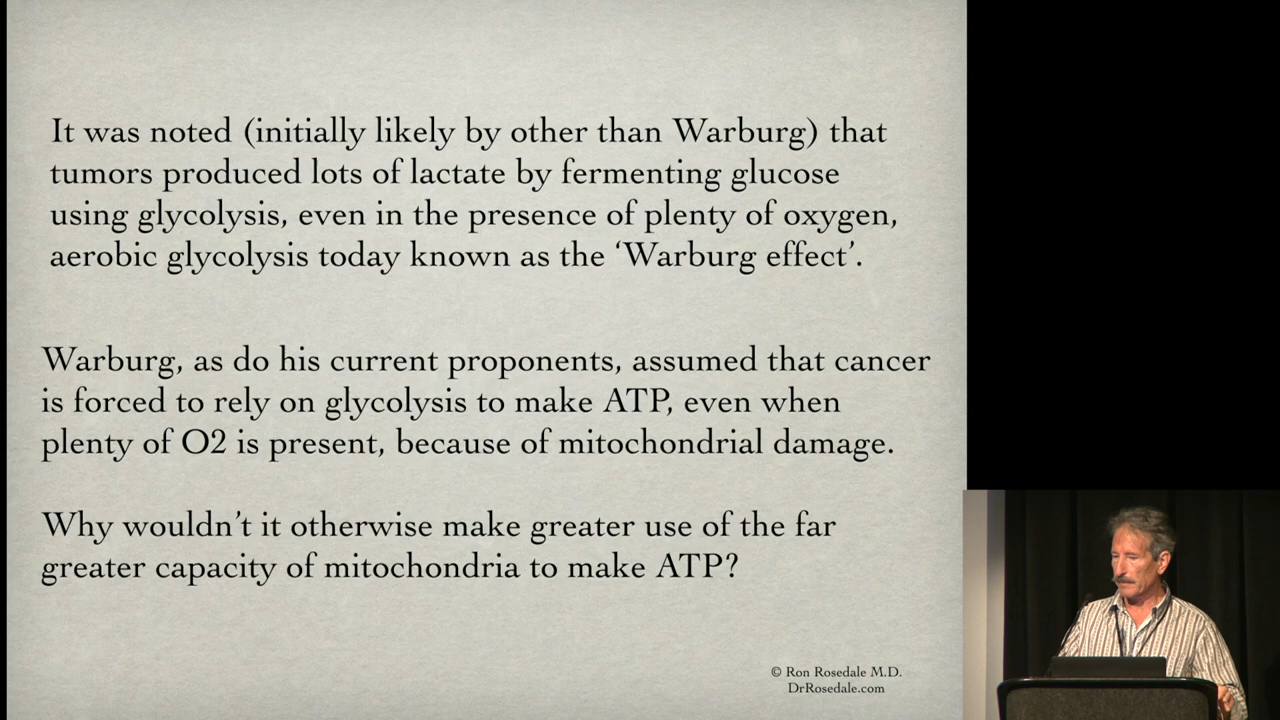 It was noted (initially likely by other than Warburg) that
tumors produced lots of lactate by fermenting glucose
using glycolysis, even in the presence of plenty of oxygen,
aerobic glycolysis today known as the ‘Warburg effect’.
Warburg, as do his current proponents, assumed that cancer
is forced to rely on glycolysis to make ATP, even when
plenty of O2 is present, because of mitochondrial damage.
Why wouldn’t it otherwise make greater use of the far
greater capacity of mitochondria to make ATP?
© Ron Rosedale M.D.
DrRosedale.com